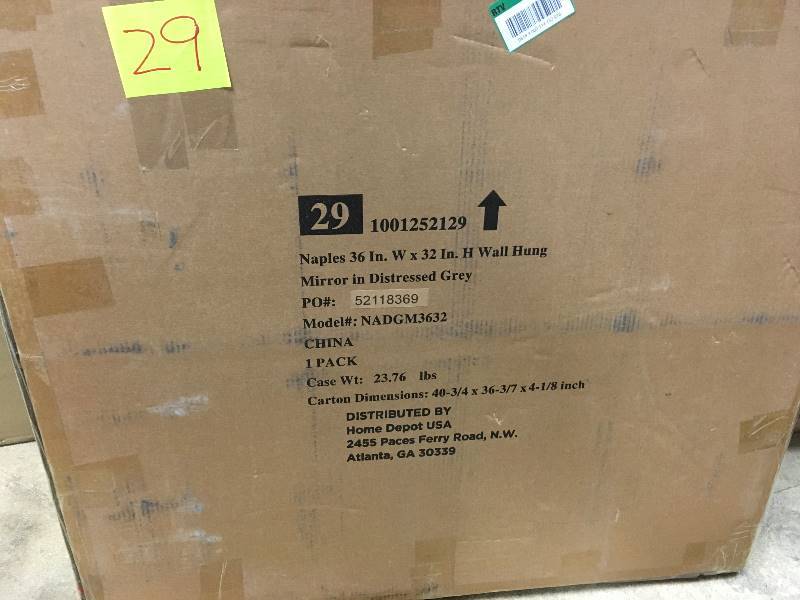 29
RTV
29 1001252129
Naples 36 In. W x 32 In. H Wall Hung
Mirror in Distressed Grey
PO#: 52118369
Model#: NADGM3632
CHINA
1 PACK
Case Wt: 23.76 lbs
Carton Dimensions: 40-3/4 x 36-3/7 x 4-1/8 inch
DISTRIBUTED BY
Home Depot USA
2455 Paces Ferry Road, N.W.
Atlanta, GA 30339